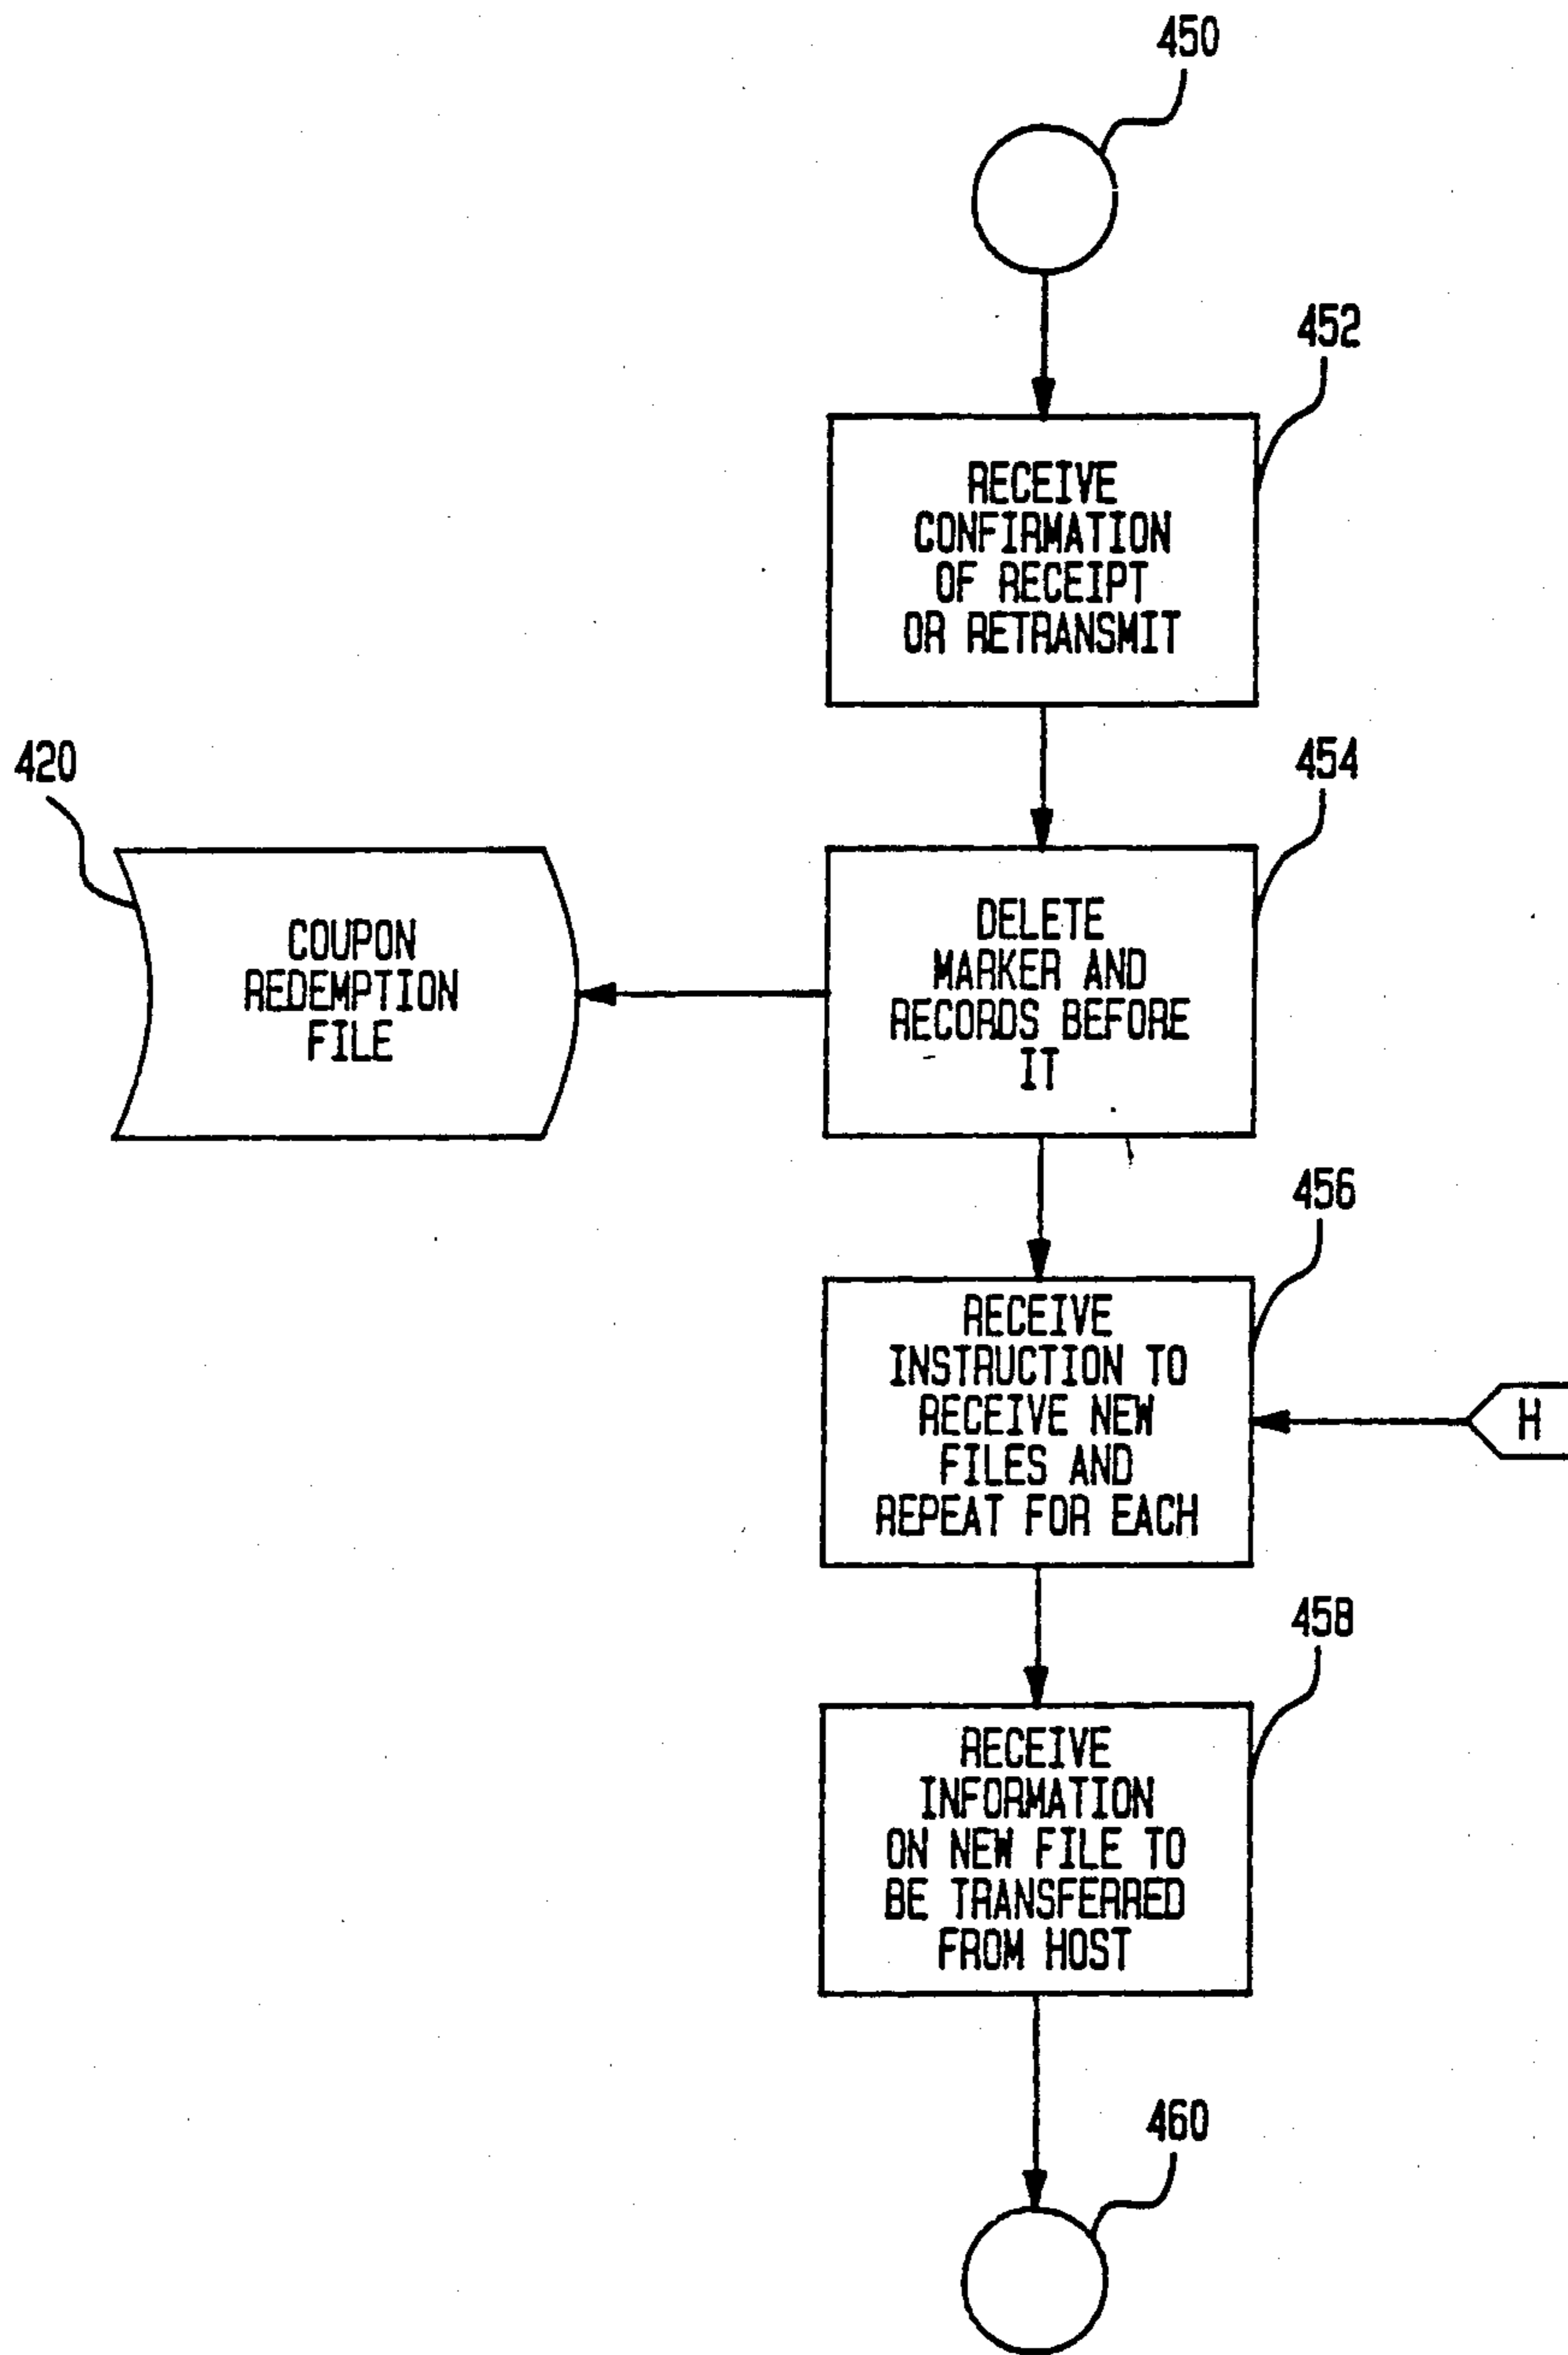 450
452
RECEIVE
CONFIRMATION
OF RECEIPT
OR RETRANSMIT
420
454
COUPON
REDEMPTION
FILE
DELETE
MARKER AND
RECORDS BEFORE
IT
456
RECEIVE
INSTRUCTION TO
RECEIVE NEW
FILES AND
REPEAT FOR EACH
H
458
RECEIVE
INFORMATION
ON NEW FILE TO
BE TRANSFERRED
FROM HOST
460